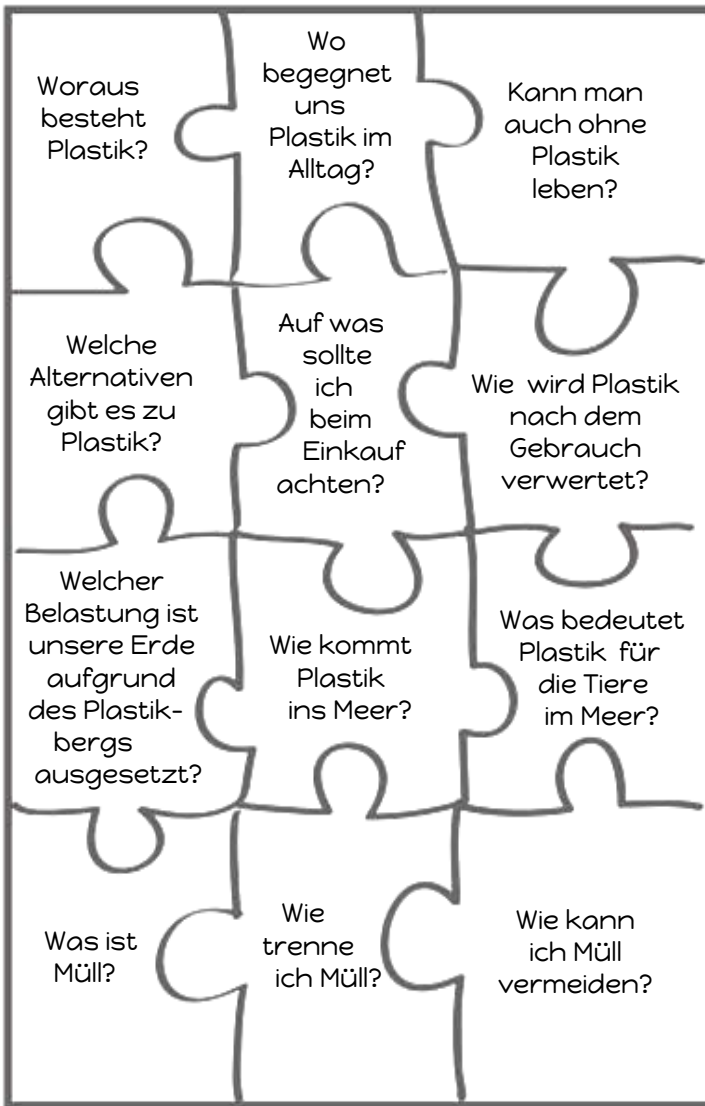 Woraus
besteht
Plastik?
Wo
begegnet
uns
Plastik im
Alltag?
Kann man
auch ohne
Plastik
leben?
Welche
Alternativen
gibt es zu
Plastik?
Auf was
sollte
ich
beim
Einkauf
achten?
Wie wird Plastik
nach dem
Gebrauch
verwertet?
Welcher
Belastung ist
unsere Erde
aufgrund
des Plastik-
bergs
ausgesetzt?
Wie kommt
Plastik
ins Meer?
Was bedeutet
Plastik für
die Tiere
im Meer?
Was ist
Müll?
Wie
trenne
ich Müll?
Wie kann
ich Müll
vermeiden?